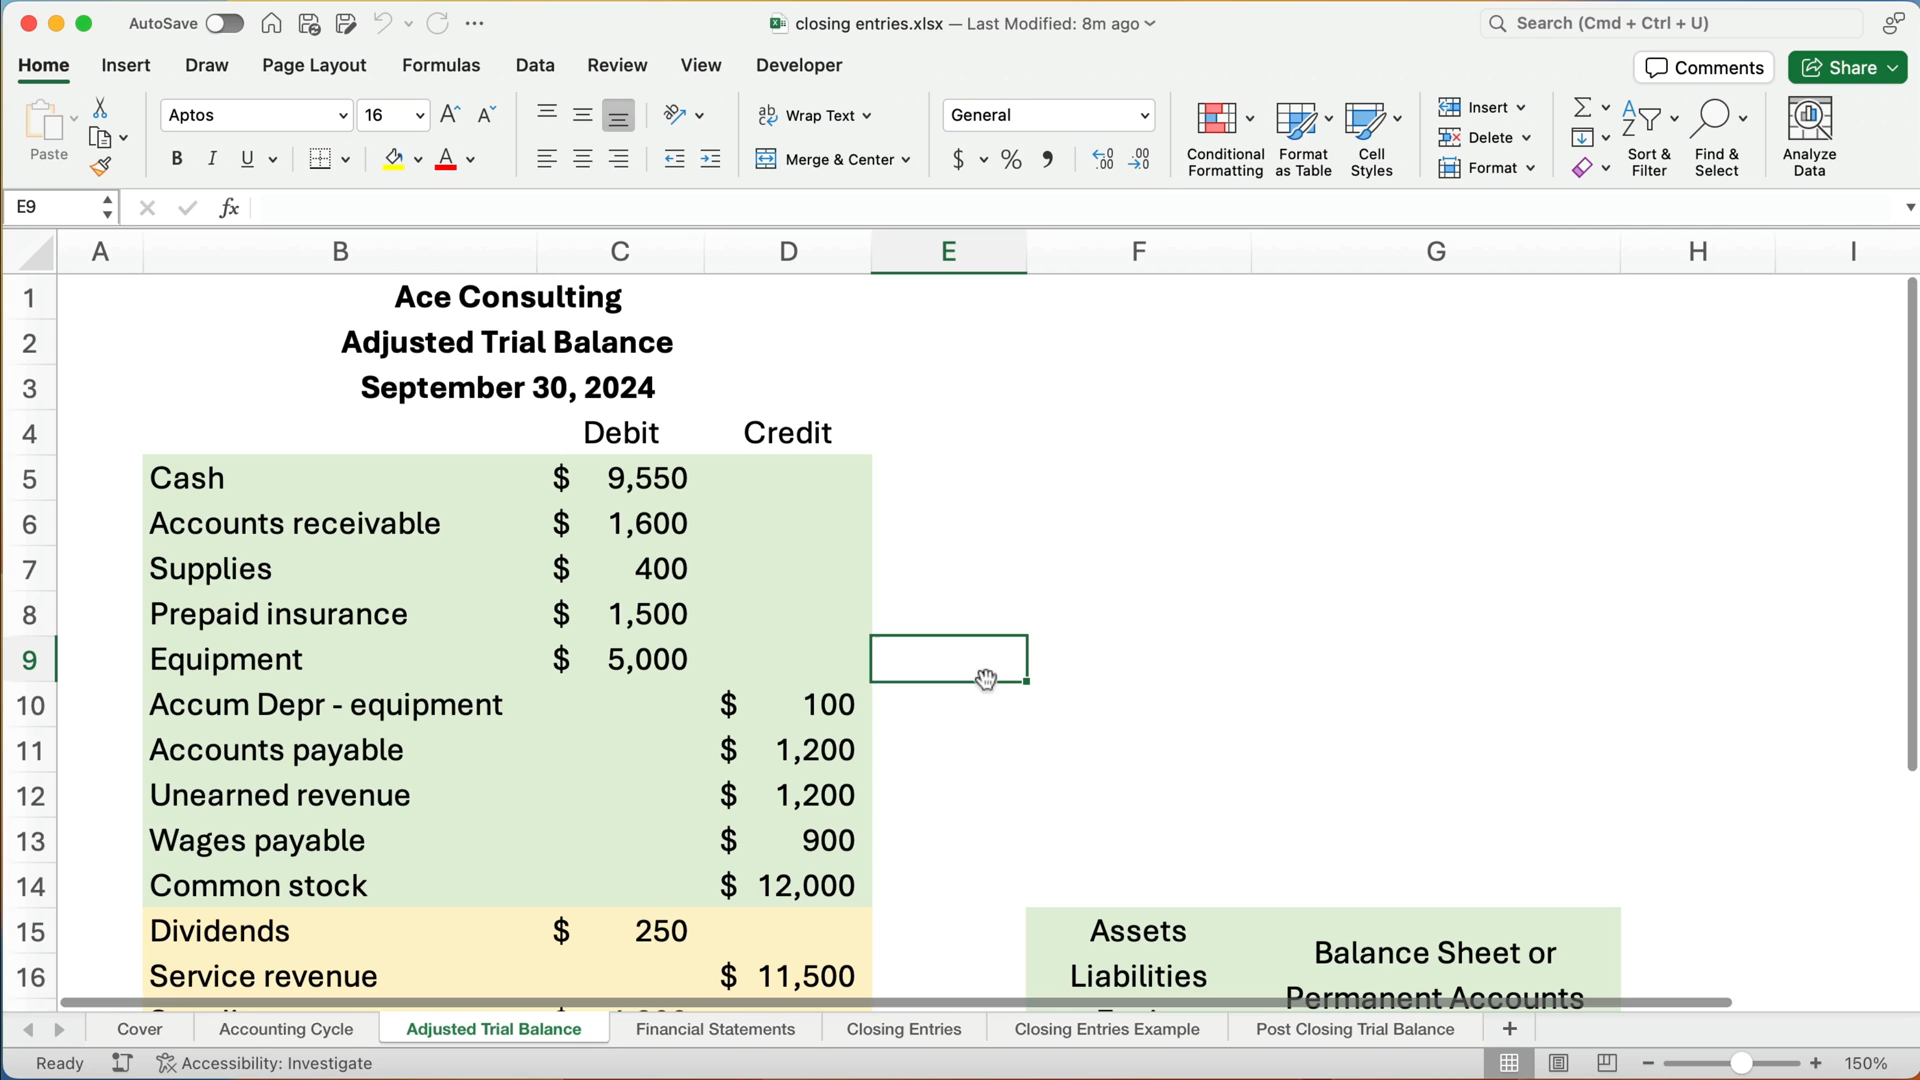 AutoSave
closing entries.xlsx — Last Modified: 8m ago
Search (Cmd + Ctrl + U)
Home Insert Draw Page Layout Formulas Data Review View Developer
Comments
Share
Paste
Aptos
16
Wrap Text
Merge & Center
General
Conditional Formatting
Format as Table
Cell Styles
Insert
Delete
Format
Sort & Filter
Find & Select
Analyze Data
E9
fx
A B C D E F G H I
1 Ace Consulting
2 Adjusted Trial Balance
3 September 30, 2024
4 Debit Credit
5 Cash $ 9,550
6 Accounts receivable $ 1,600
7 Supplies $ 400
8 Prepaid insurance $ 1,500
9 Equipment $ 5,000
10 Accum Depr - equipment $ 100
11 Accounts payable $ 1,200
12 Unearned revenue $ 1,200
13 Wages payable $ 900
14 Common stock $ 12,000
15 Dividends $ 250 Assets
16 Service revenue $ 11,500 Liabilities
Balance Sheet or
Permanent Accounts
Cover Accounting Cycle Adjusted Trial Balance Financial Statements Closing Entries Closing Entries Example Post Closing Trial Balance +
Ready
Accessibility: Investigate
150%